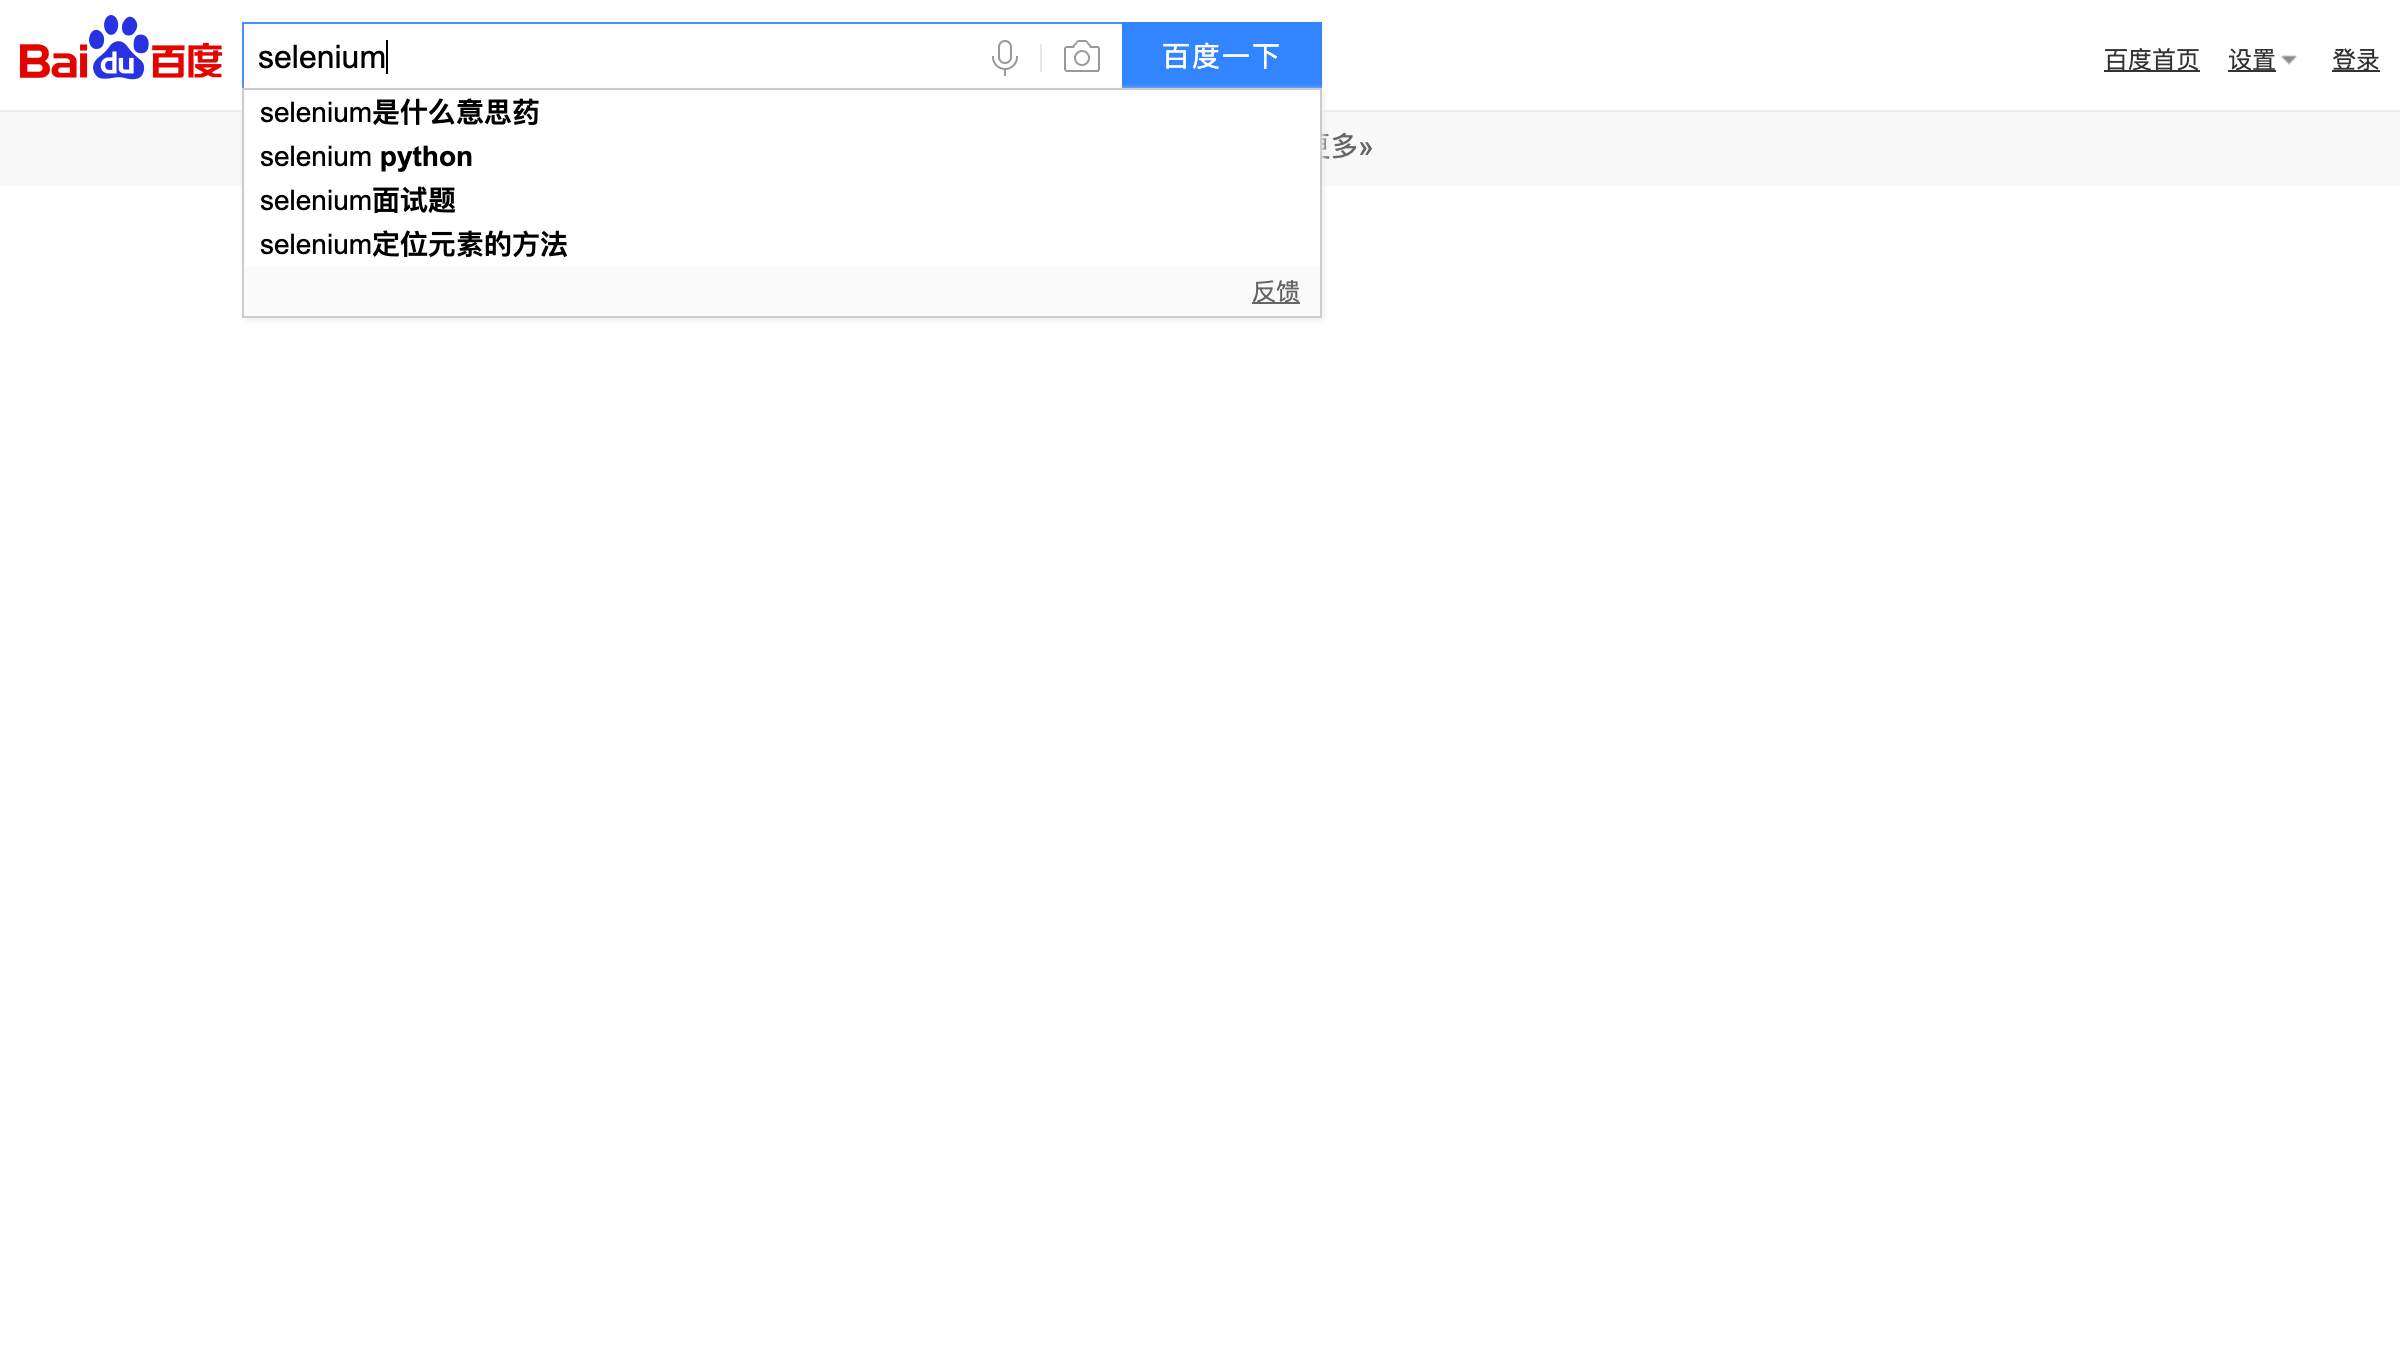 Bai du 百度
selenium
百度一下
百度首页 设置 登录
selenium是什么意思药
selenium python
selenium面试题
selenium定位元素的方法
反馈
更多»